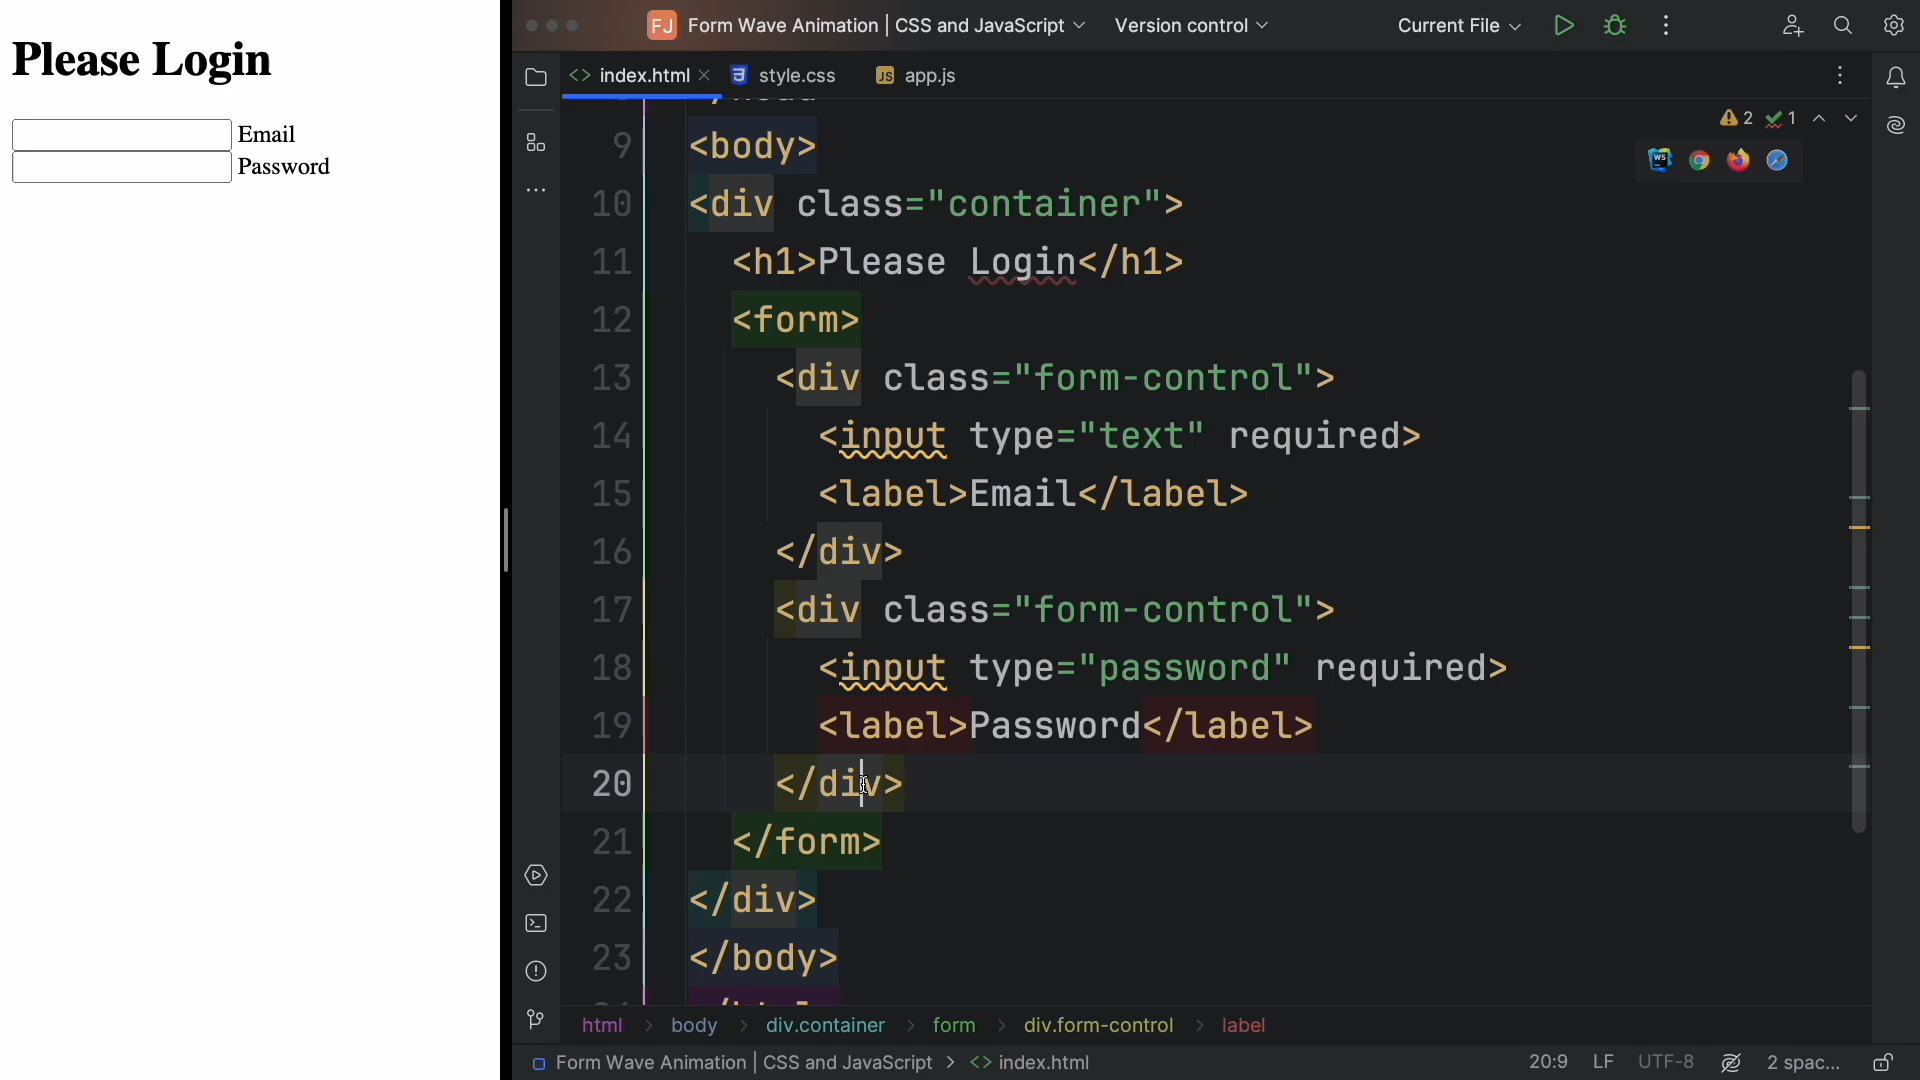 Please Login
Email
Password
FJ Form Wave Animation | CSS and JavaScript Version control Current File
<> index.html style.css JS app.js
2 1
WS
9 <body>
10 <div class="container">
11 <h1>Please Login</h1>
12 <form>
13 <div class="form-control">
14 <input type="text" required>
15 <label>Email</label>
16 </div>
17 <div class="form-control">
18 <input type="password" required>
19 <label>Password</label>
20 </div>
21 </form>
22 </div>
23 </body>
html > body > div.container > form > div.form-control > label
Form Wave Animation | CSS and JavaScript > <> index.html 20:9 LF UTF-8 2 spac...